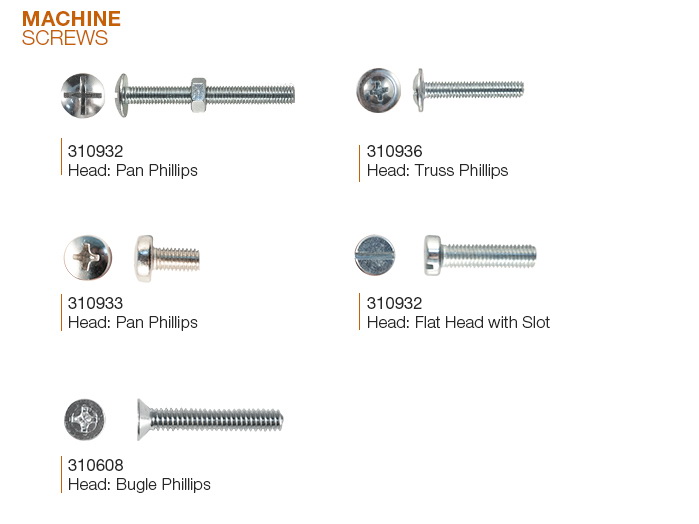 MACHINE
SCREWS
310932
Head: Pan Phillips
310936
Head: Truss Phillips
310933
Head: Pan Phillips
310932
Head: Flat Head with Slot
310608
Head: Bugle Phillips